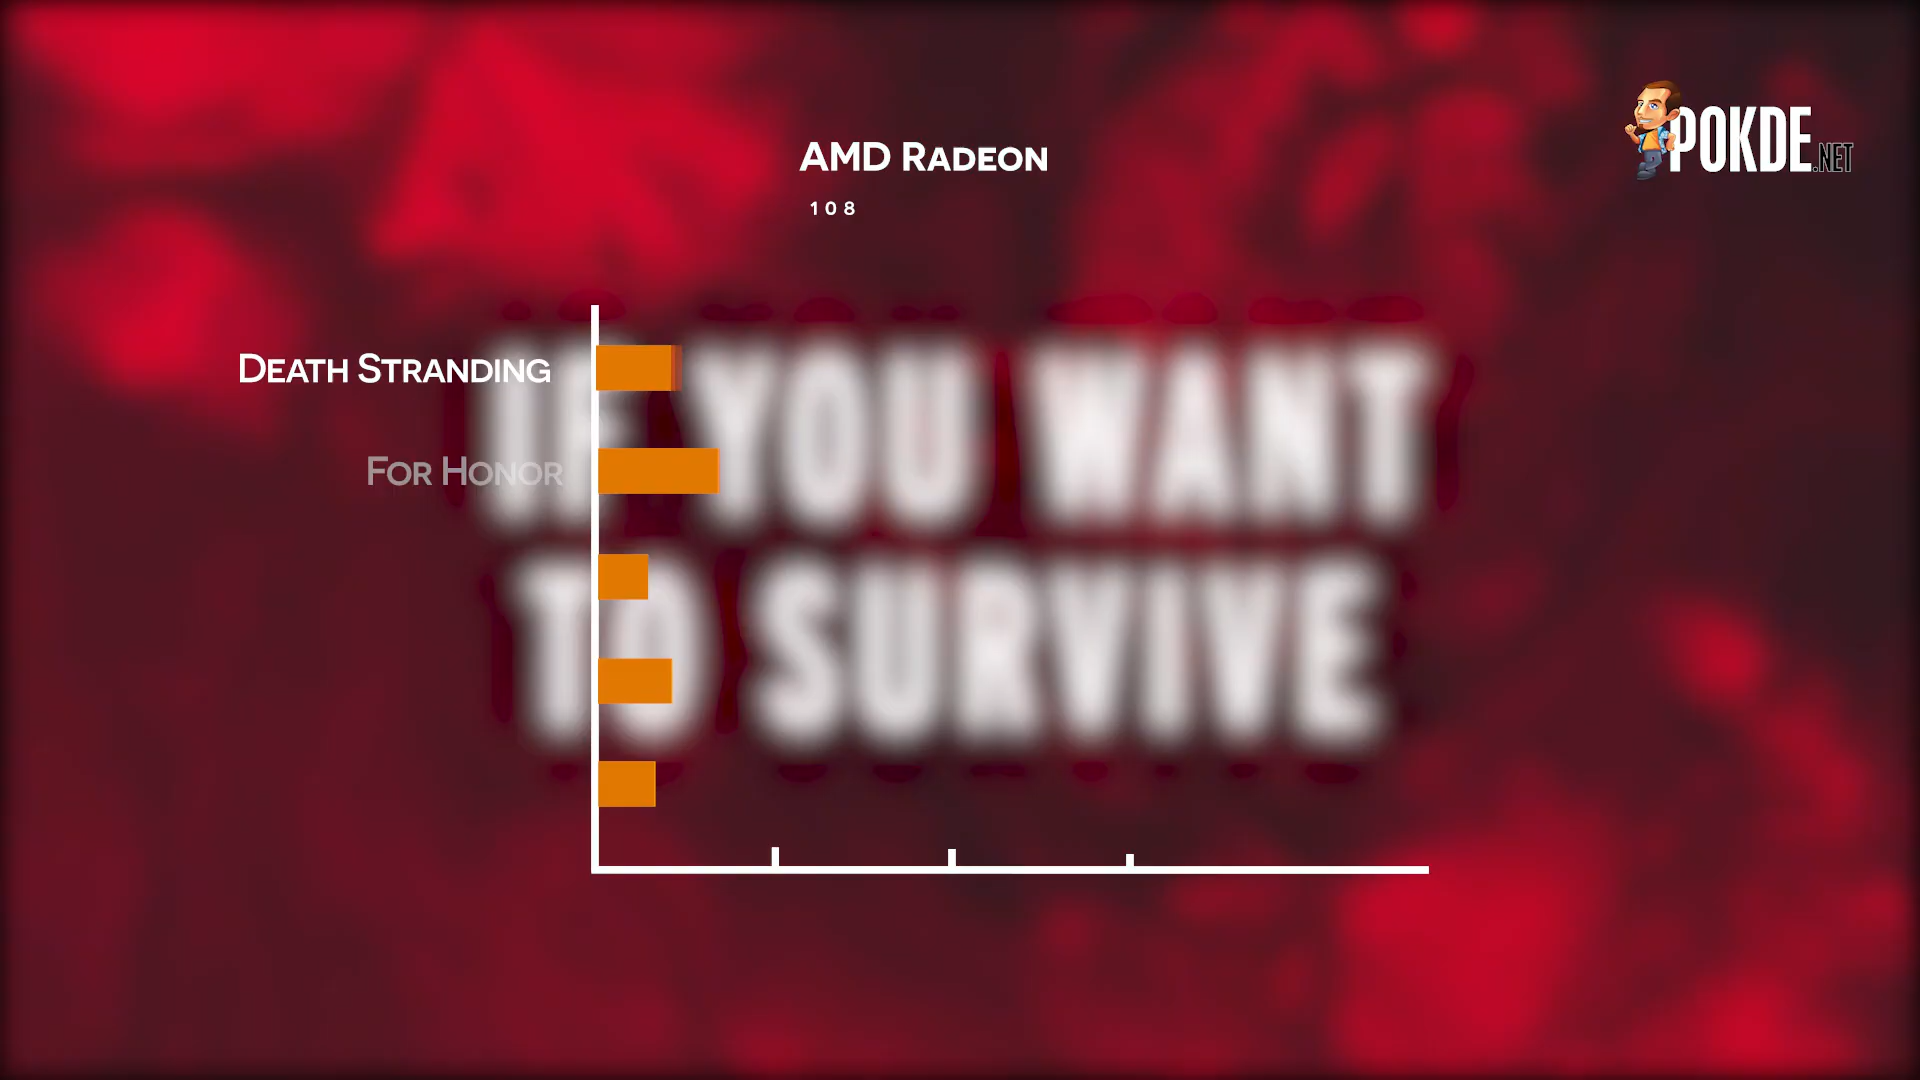 POKDE.NET
AMD RADEON
108
DEATH STRANDING
FOR HONOR
IF YOU WANT
TO SURVIVE